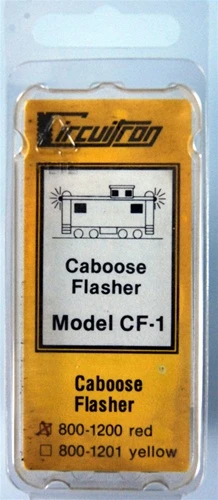 Circuitron
Caboose
Flasher
Model CF-1
Caboose
Flasher
800-1200 red
800-1201 yellow